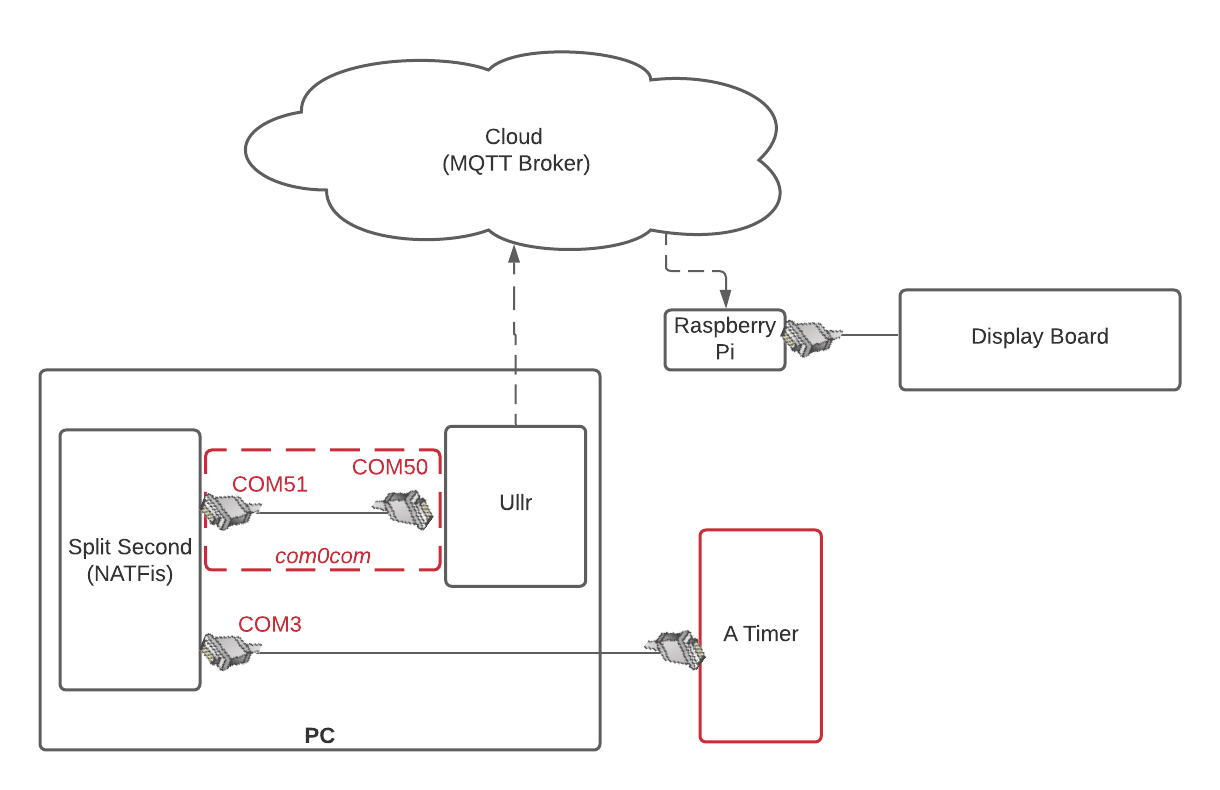 Cloud
(MQTT Broker)
Raspberry
Pi
Display Board
COM50
COM51
Ullr
Split Second
(NATFis)
com0com
COM3
A Timer
PC